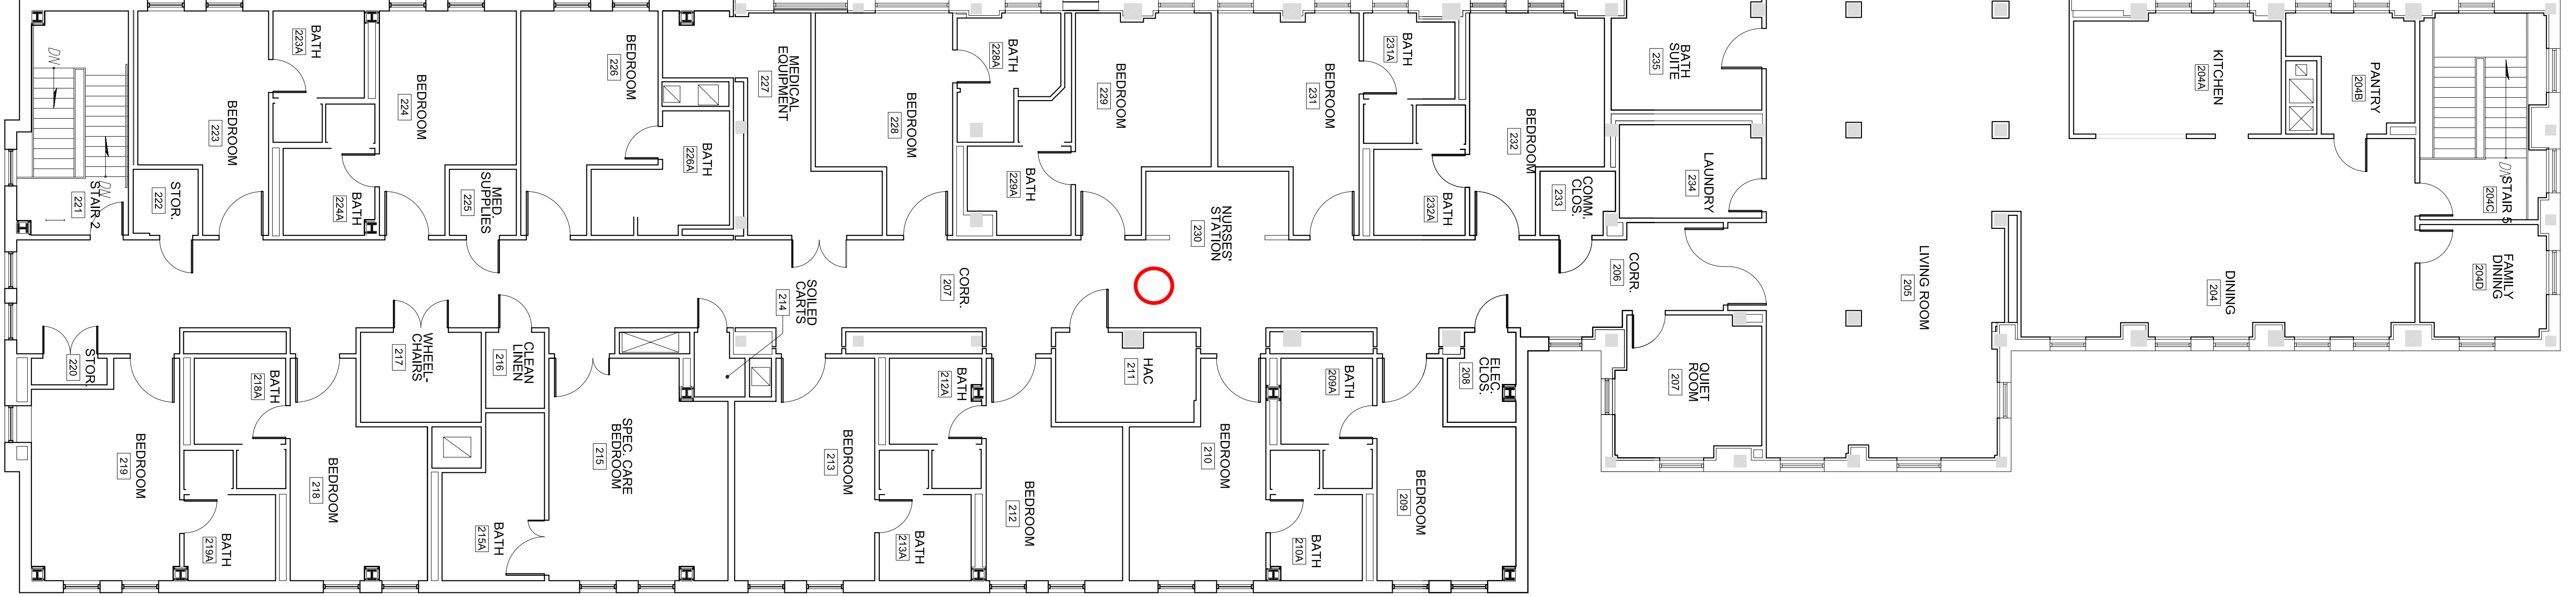 DN
DN
STAIR 2
221
STOR.
222
BEDROOM
223
BATH
223A
BEDROOM
224
BATH
224A
MED.
SUPPLIES
225
BEDROOM
226
BATH
226A
MEDICAL
EQUIPMENT
227
BEDROOM
228
BATH
228A
BATH
229A
BEDROOM
229
NURSES'
STATION
230
BEDROOM
231
BATH
231A
BATH
232A
BEDROOM
232
COMM.
CLOS.
233
BATH
SUITE
235
LAUNDRY
234
CORR.
206
CORR.
207
LIVING ROOM
205
KITCHEN
204A
PANTRY
204B
DN
STAIR 5
204C
FAMILY
DINING
204D
DINING
204
QUIET
ROOM
207
ELEC.
CLOS.
208
BEDROOM
209
BATH
209A
BATH
210A
BEDROOM
210
HAC
211
BEDROOM
212
BATH
212A
BATH
213A
BEDROOM
213
SOILED
CARTS
214
SPEC. CARE
BEDROOM
215
BATH
215A
CLEAN
LINEN
216
WHEEL-
CHAIRS
217
BEDROOM
218
BATH
218A
BATH
219A
BEDROOM
219
STOR.
220